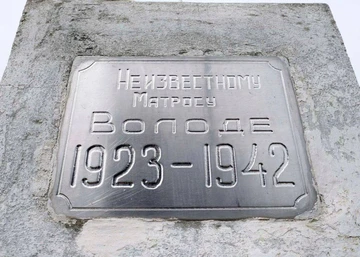 Неизвестному
Матросу
Володе
1923-1942